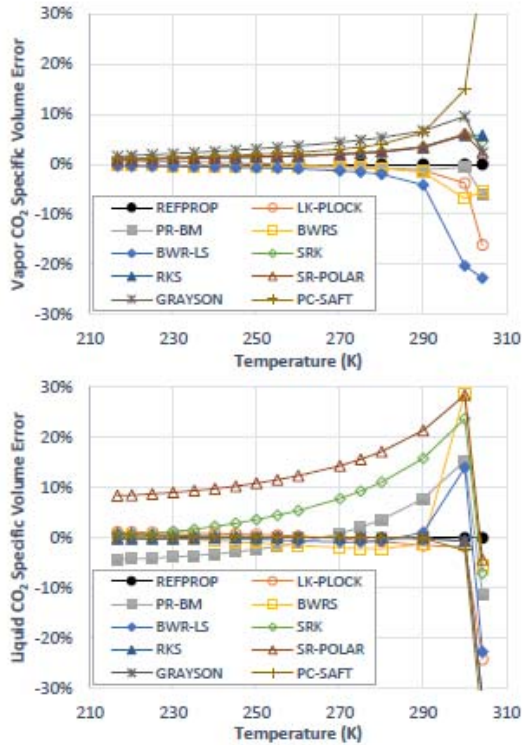 30%
20%
10%
0%
-10%
-20%
-30%
Vapor CO2 Specific Volume Error
REFPROP LK-PLOCK
PR-BM BWRS
BWR-LS SRK
RKS SR-POLAR
GRAYSON PC-SAFT
210 230 250 270 290 310
Temperature (K)
30%
20%
10%
0%
-10%
-20%
-30%
Liquid CO2 Specific Volume Error
REFPROP LK-PLOCK
PR-BM BWRS
BWR-LS SRK
RKS SR-POLAR
GRAYSON PC-SAFT
210 230 250 270 290 310
Temperature (K)